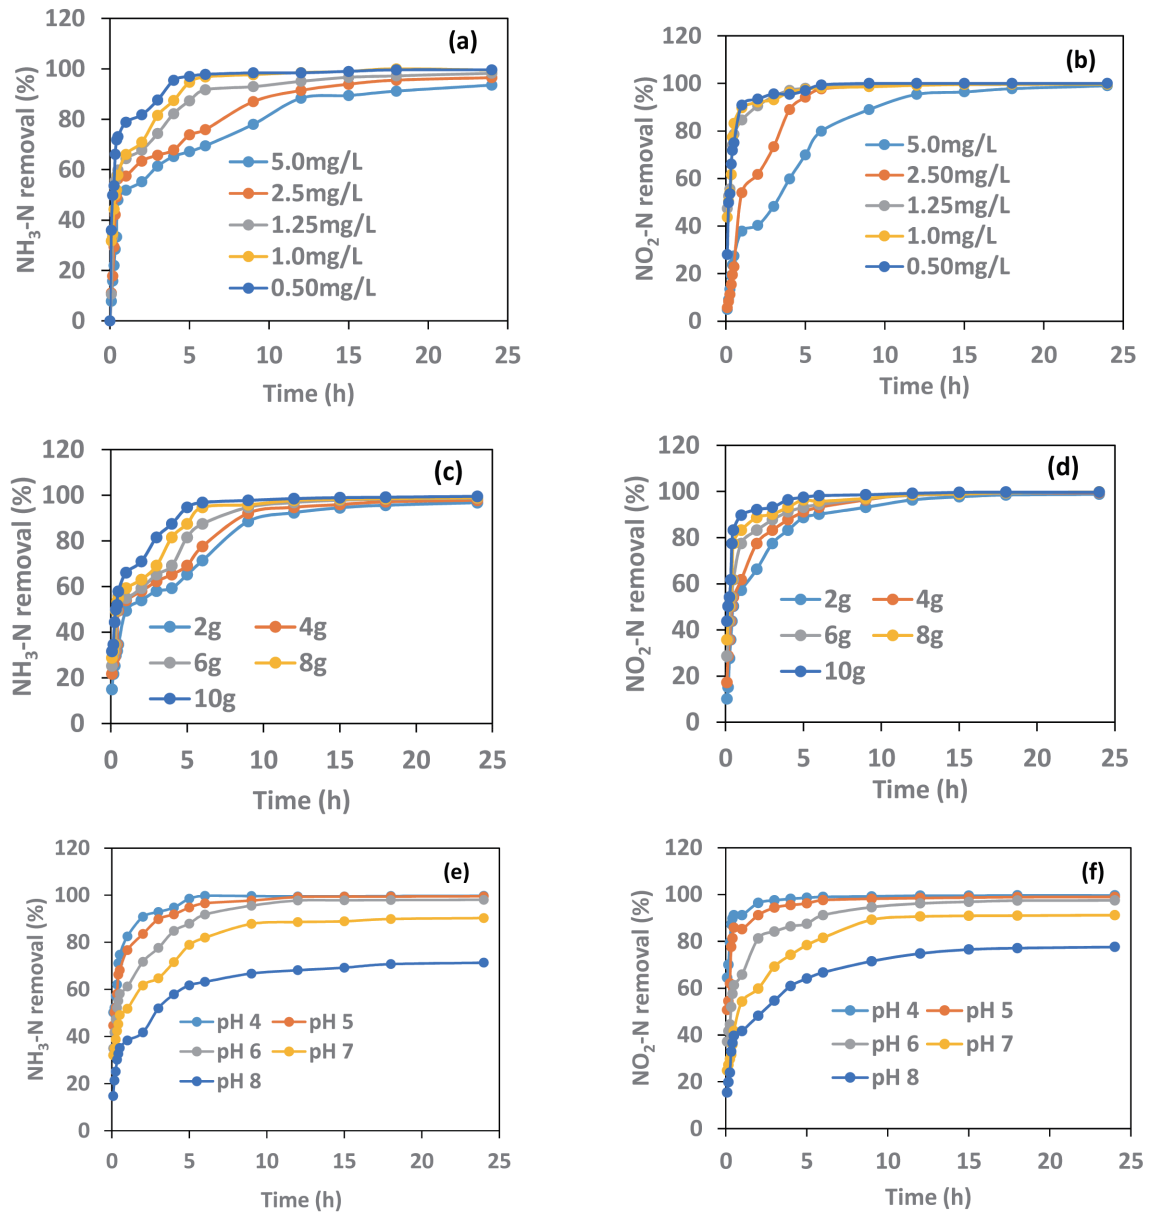 (a)
NH3-N removal (%)
120
100
80
60
40
20
0
5.0mg/L
2.5mg/L
1.25mg/L
1.0mg/L
0.50mg/L
0 5 10 15 20 25
Time (h)
(b)
NO2-N removal (%)
120
100
80
60
40
20
0
5.0mg/L
2.50mg/L
1.25mg/L
1.0mg/L
0.50mg/L
0 5 10 15 20 25
Time (h)
(c)
NH3-N removal (%)
120
100
80
60
40
20
0
2g 4g
6g 8g
10g
0 5 10 15 20 25
Time (h)
(d)
NO2-N removal (%)
120
100
80
60
40
20
0
2g 4g
6g 8g
10g
0 5 10 15 20 25
Time (h)
(e)
NH3-N removal (%)
120
100
80
60
40
20
0
pH 4 pH 5
pH 6 pH 7
pH 8
0 5 10 15 20 25
Time (h)
(f)
NO2-N removal (%)
120
100
80
60
40
20
0
pH 4 pH 5
pH 6 pH 7
pH 8
0 5 10 15 20 25
Time (h)